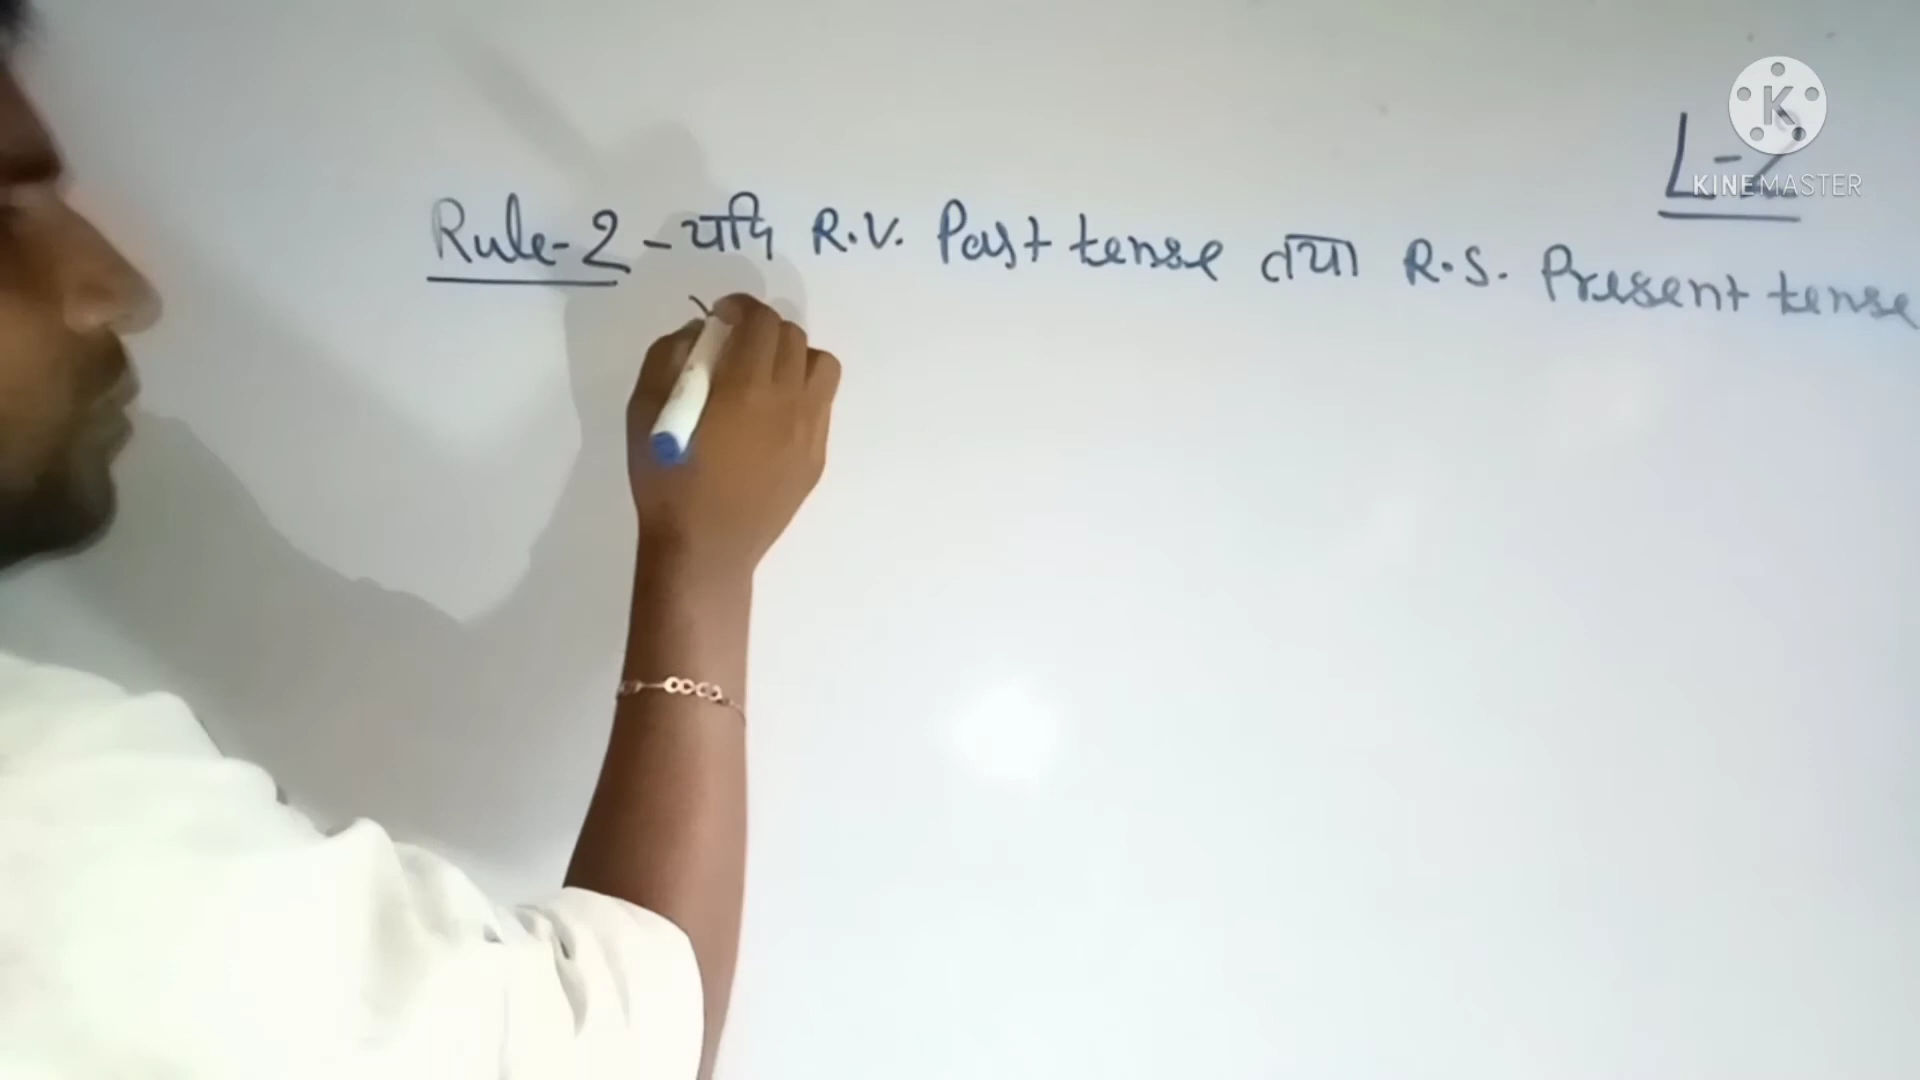 L-2
KINEMASTER
Rule-2 - यदि R.V. Past tense तथा R.S. Present tense